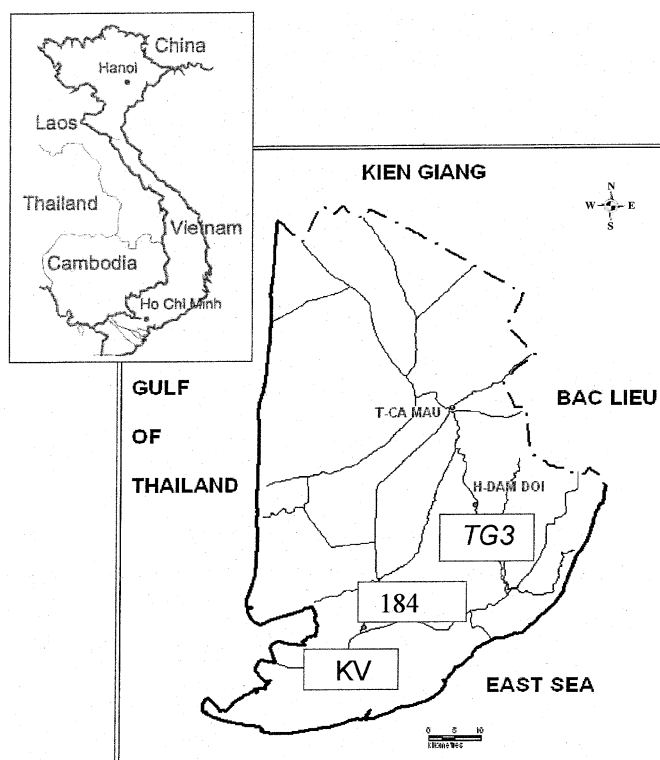 China
Hanoi
Laos
Thailand
Vietnam
Cambodia
Ho Chi Minh
KIEN GIANG
N
W E
S
GULF
OF
THAILAND
T-CA MAU
BAC LIEU
H-DAM DOI
TG3
184
KV
EAST SEA
0 5 10
Kilometres